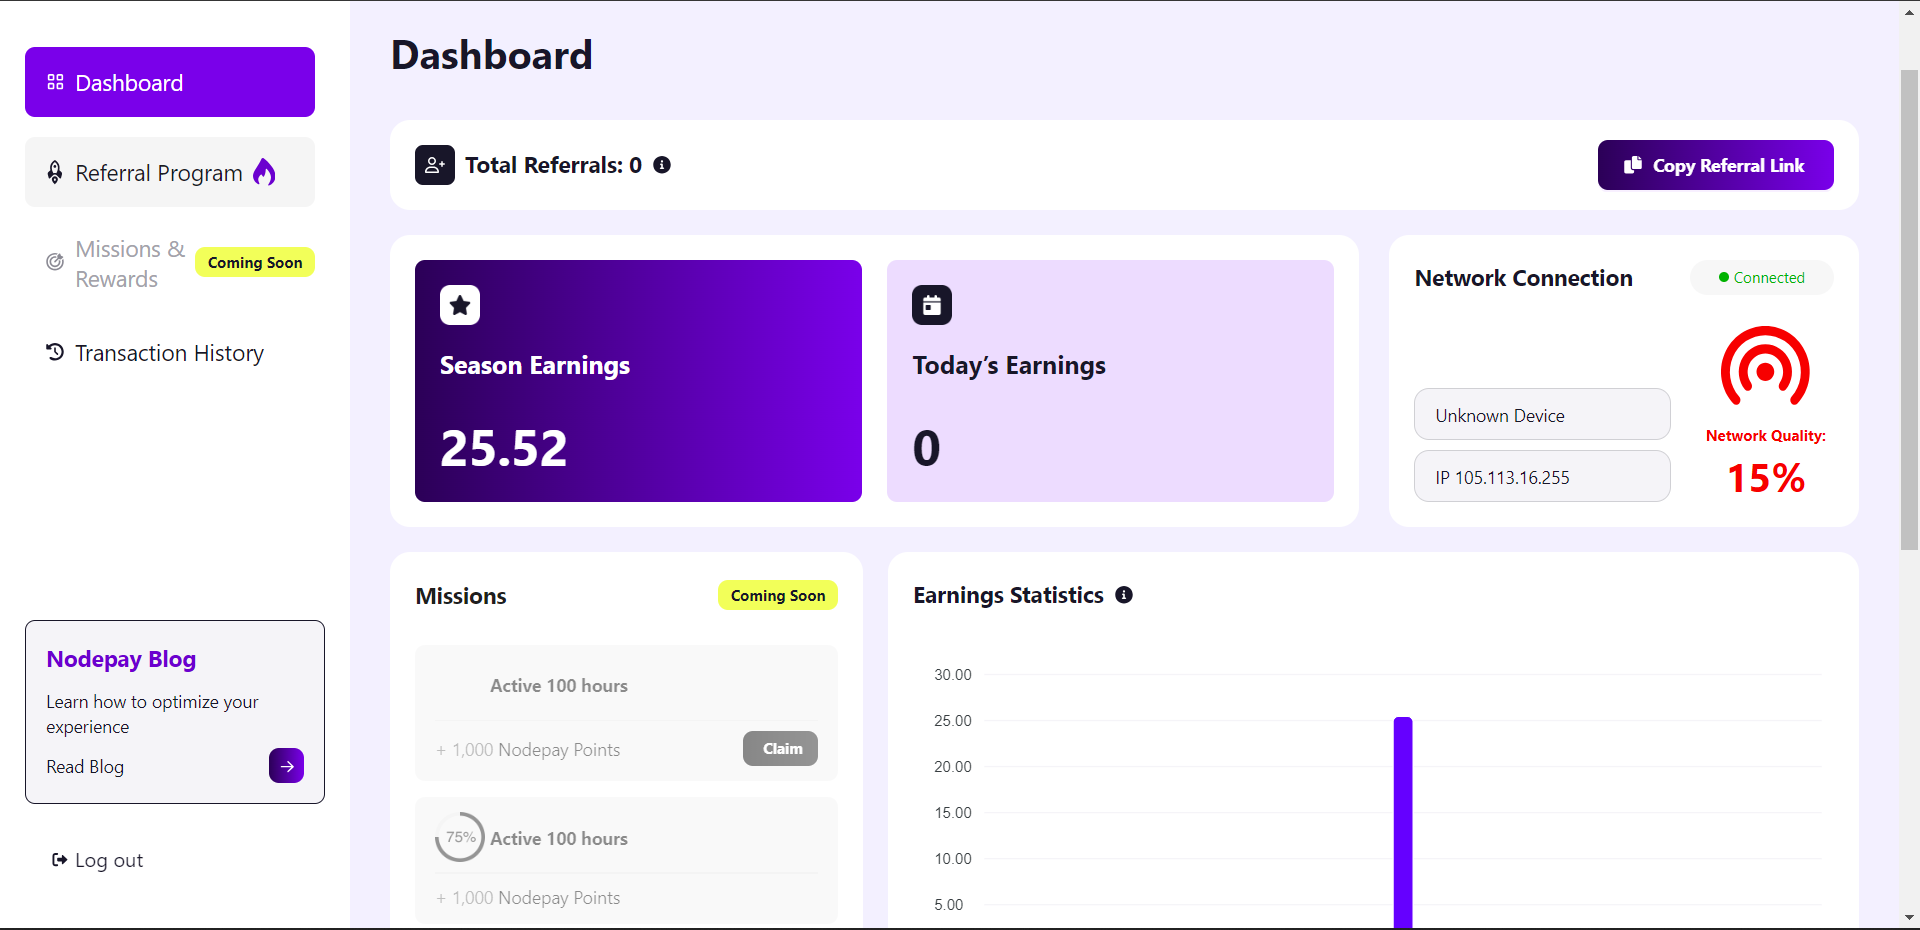 Dashboard
Referral Program
Missions &
Rewards
Coming Soon
Transaction History
Nodepay Blog
Learn how to optimize your
experience
Read Blog
Log out
Dashboard
Total Referrals: 0
Copy Referral Link
Season Earnings
25.52
Today’s Earnings
0
Network Connection
Connected
Unknown Device
IP 105.113.16.255
Network Quality:
15%
Missions
Coming Soon
Active 100 hours
+ 1,000 Nodepay Points
Claim
75%
Active 100 hours
+ 1,000 Nodepay Points
Earnings Statistics
30.00
25.00
20.00
15.00
10.00
5.00